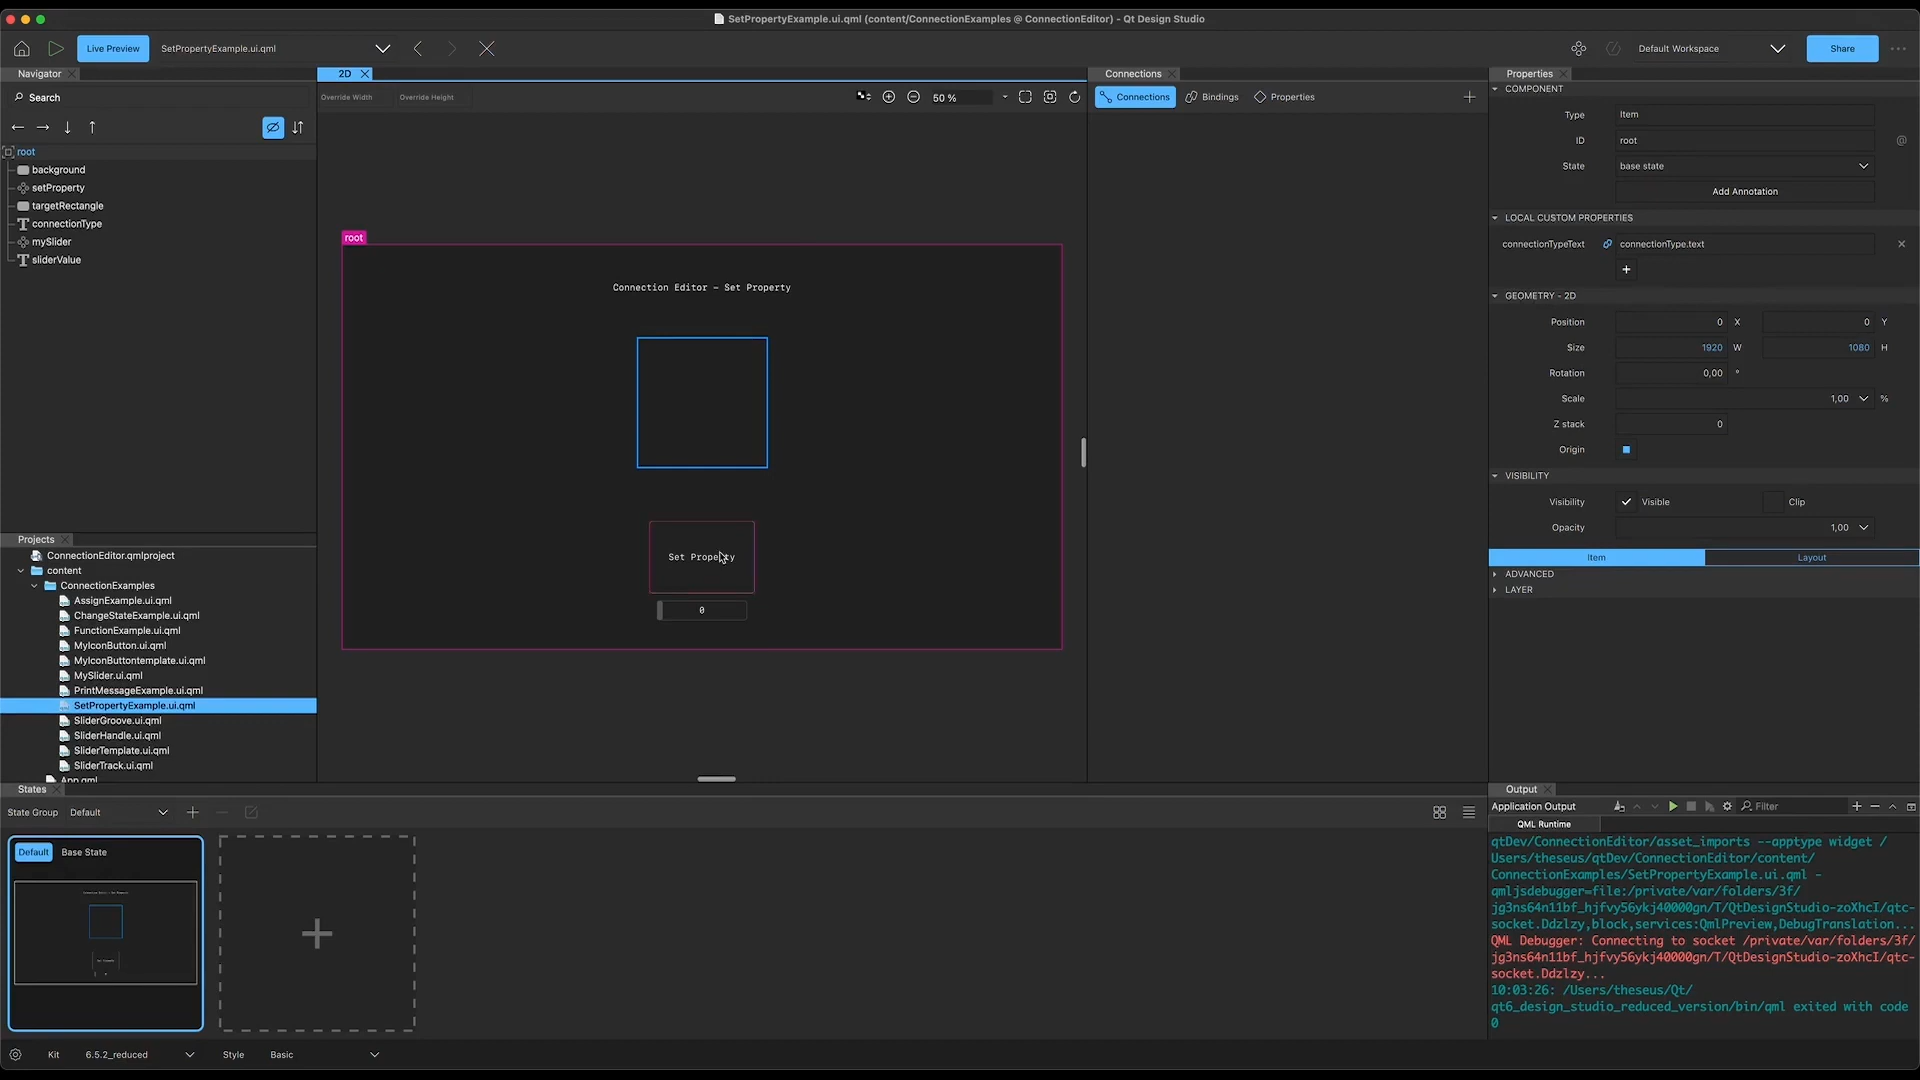 SetPropertyExample.ui.qml (content/ConnectionExamples @ ConnectionEditor) - Qt Design Studio
Live Preview
SetPropertyExample.ui.qml
Default Workspace
Share
Navigator
Search
root
background
setProperty
targetRectangle
connectionType
mySlider
sliderValue
Projects
ConnectionEditor.qmlproject
content
ConnectionExamples
AssignExample.ui.qml
ChangeStateExample.ui.qml
FunctionExample.ui.qml
MyIconButton.ui.qml
MyIconButtontemplate.ui.qml
MySlider.ui.qml
PrintMessageExample.ui.qml
SetPropertyExample.ui.qml
SliderGroove.ui.qml
SliderHandle.ui.qml
SliderTemplate.ui.qml
SliderTrack.ui.qml
App.qml
2D
Override Width
Override Height
50 %
root
Connection Editor - Set Property
Set Property
0
Connections
Connections
Bindings
Properties
Properties
COMPONENT
Type
Item
ID
root
@
State
base state
Add Annotation
LOCAL CUSTOM PROPERTIES
connectionTypeText
connectionType.text
GEOMETRY - 2D
Position
0
X
0
Y
Size
1920
W
1080
H
Rotation
0,00
°
Scale
1,00
%
Z stack
0
Origin
VISIBILITY
Visibility
Visible
Clip
Opacity
1,00
Item
Layout
ADVANCED
LAYER
States
State Group
Default
Default
Base State
Kit
6.5.2_reduced
Style
Basic
Output
Application Output
Filter
QML Runtime
qtDev/ConnectionEditor/asset_imports --apptype widget /
Users/theseus/qtDev/ConnectionEditor/content/
ConnectionExamples/SetPropertyExample.ui.qml -
qmljsdebugger=file:/private/var/folders/3f/
jg3ns64n11bf_hjfvy56ykj40000gn/T/QtDesignStudio-zoXhcI/qtc-
socket.Ddzlzy,block,services:QmlPreview,DebugTranslation...
QML Debugger: Connecting to socket /private/var/folders/3f/
jg3ns64n11bf_hjfvy56ykj40000gn/T/QtDesignStudio-zoXhcI/qtc-
socket.Ddzlzy...
10:03:26: /Users/theseus/Qt/
qt6_design_studio_reduced_version/bin/qml exited with code
0